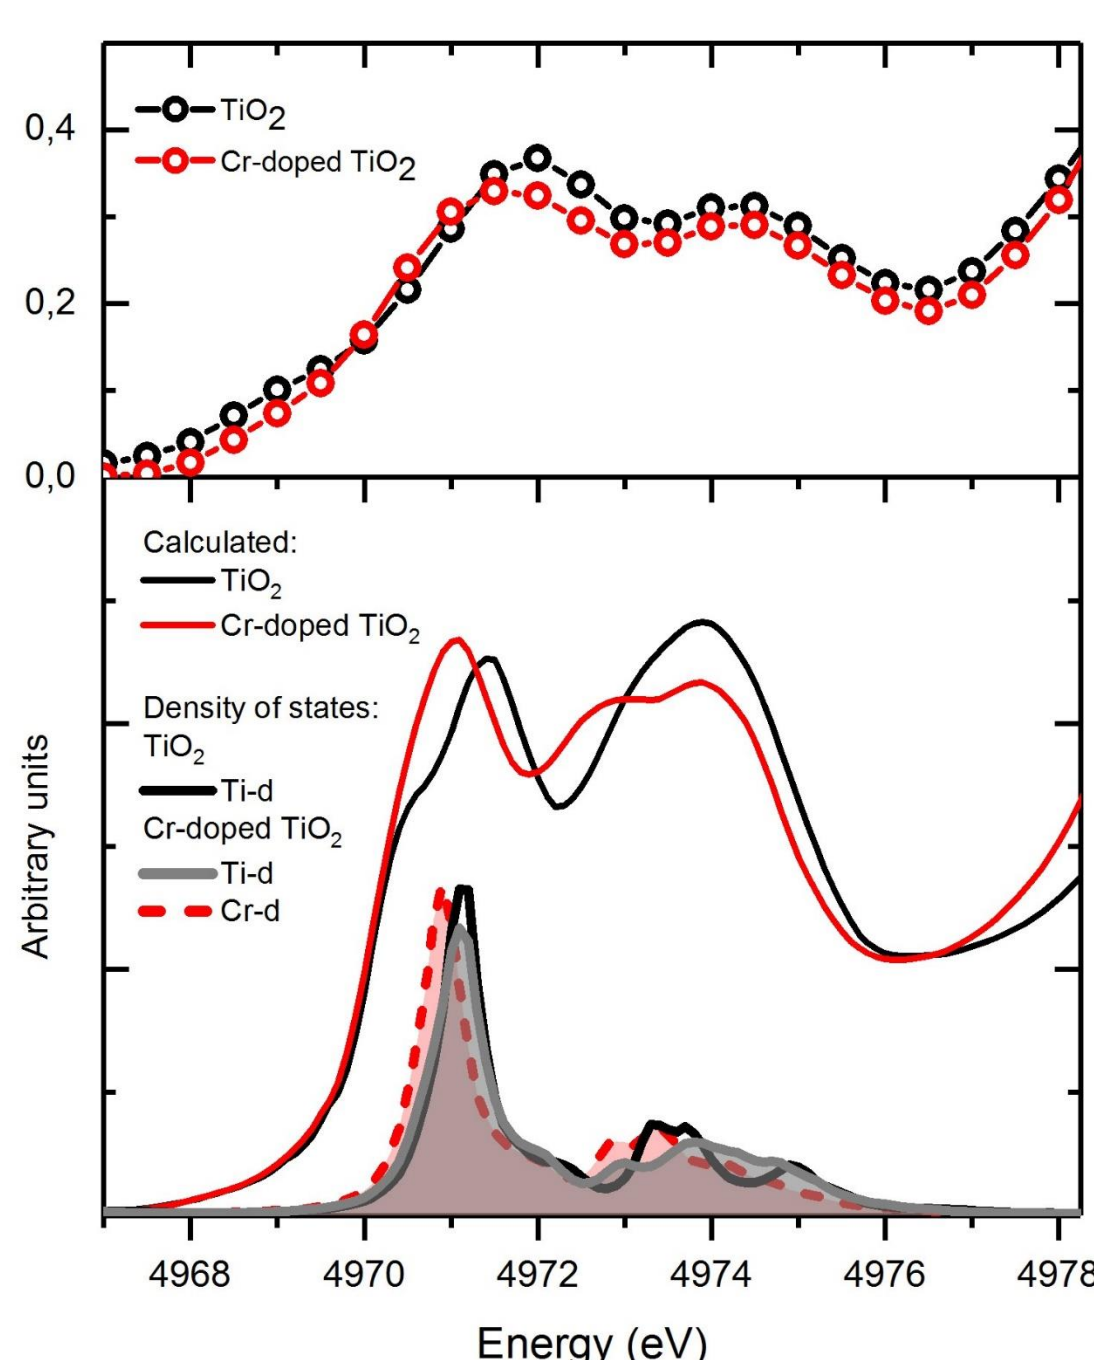 0,4
TiO2
Cr-doped TiO2
0,2
0,0
Calculated:
TiO₂
Cr-doped TiO₂
Density of states:
TiO₂
Ti-d
Cr-doped TiO₂
Ti-d
Cr-d
Arbitrary units
4968 4970 4972 4974 4976 4978
Energy (eV)